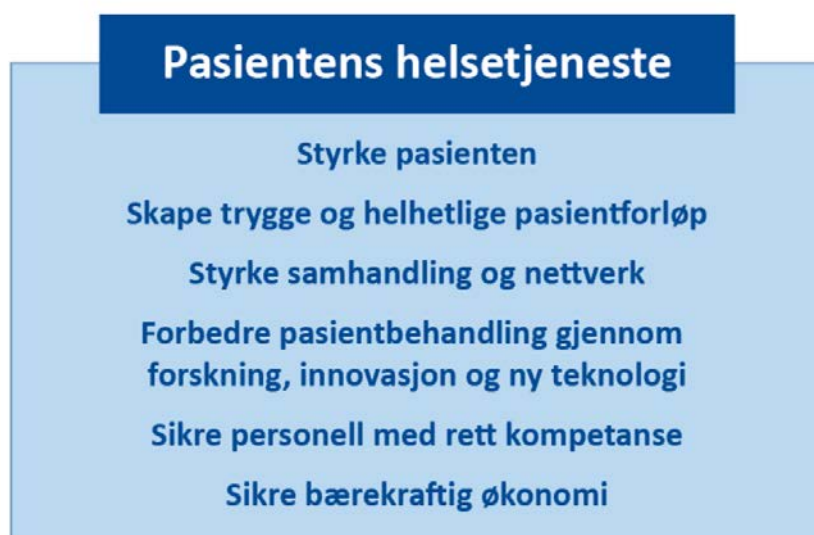 Pasientens helsetjeneste
Styrke pasienten
Skape trygge og helhetlige pasientforløp
Styrke samhandling og nettverk
Forbedre pasientbehandling gjennom
forskning, innovasjon og ny teknologi
Sikre personell med rett kompetanse
Sikre bærekraftig økonomi